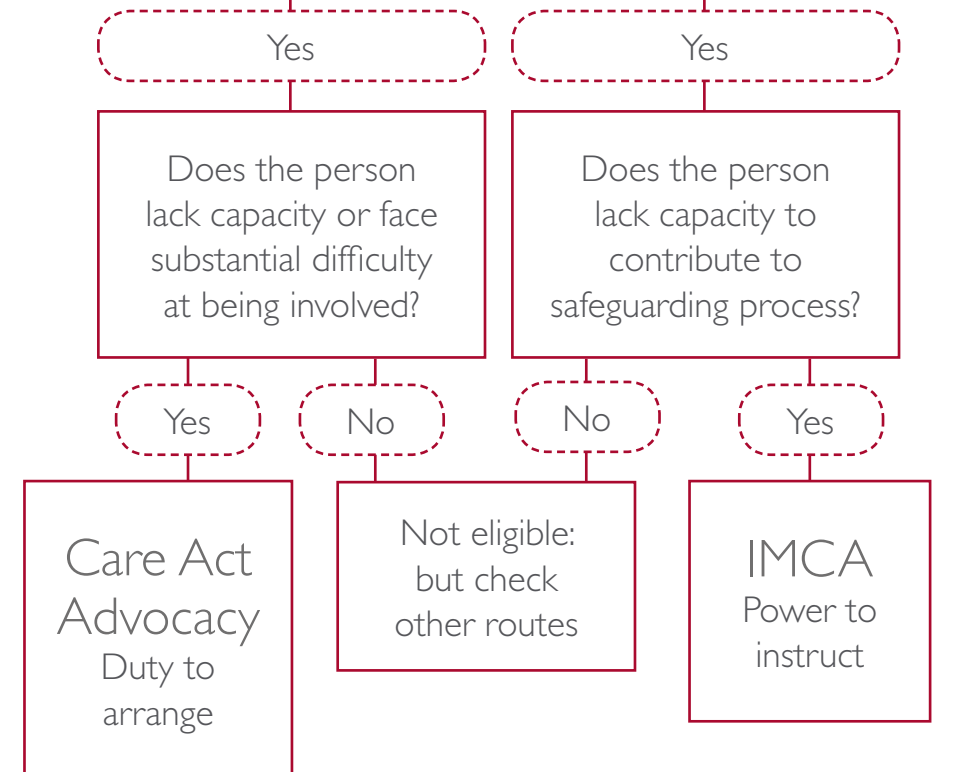 Yes
Yes
Does the person
lack capacity or face
substantial difficulty
at being involved?
Does the person
lack capacity to
contribute to
safeguarding process?
Yes
No
No
Yes
Care Act
Advocacy
Duty to
arrange
Not eligible:
but check
other routes
IMCA
Power to
instruct